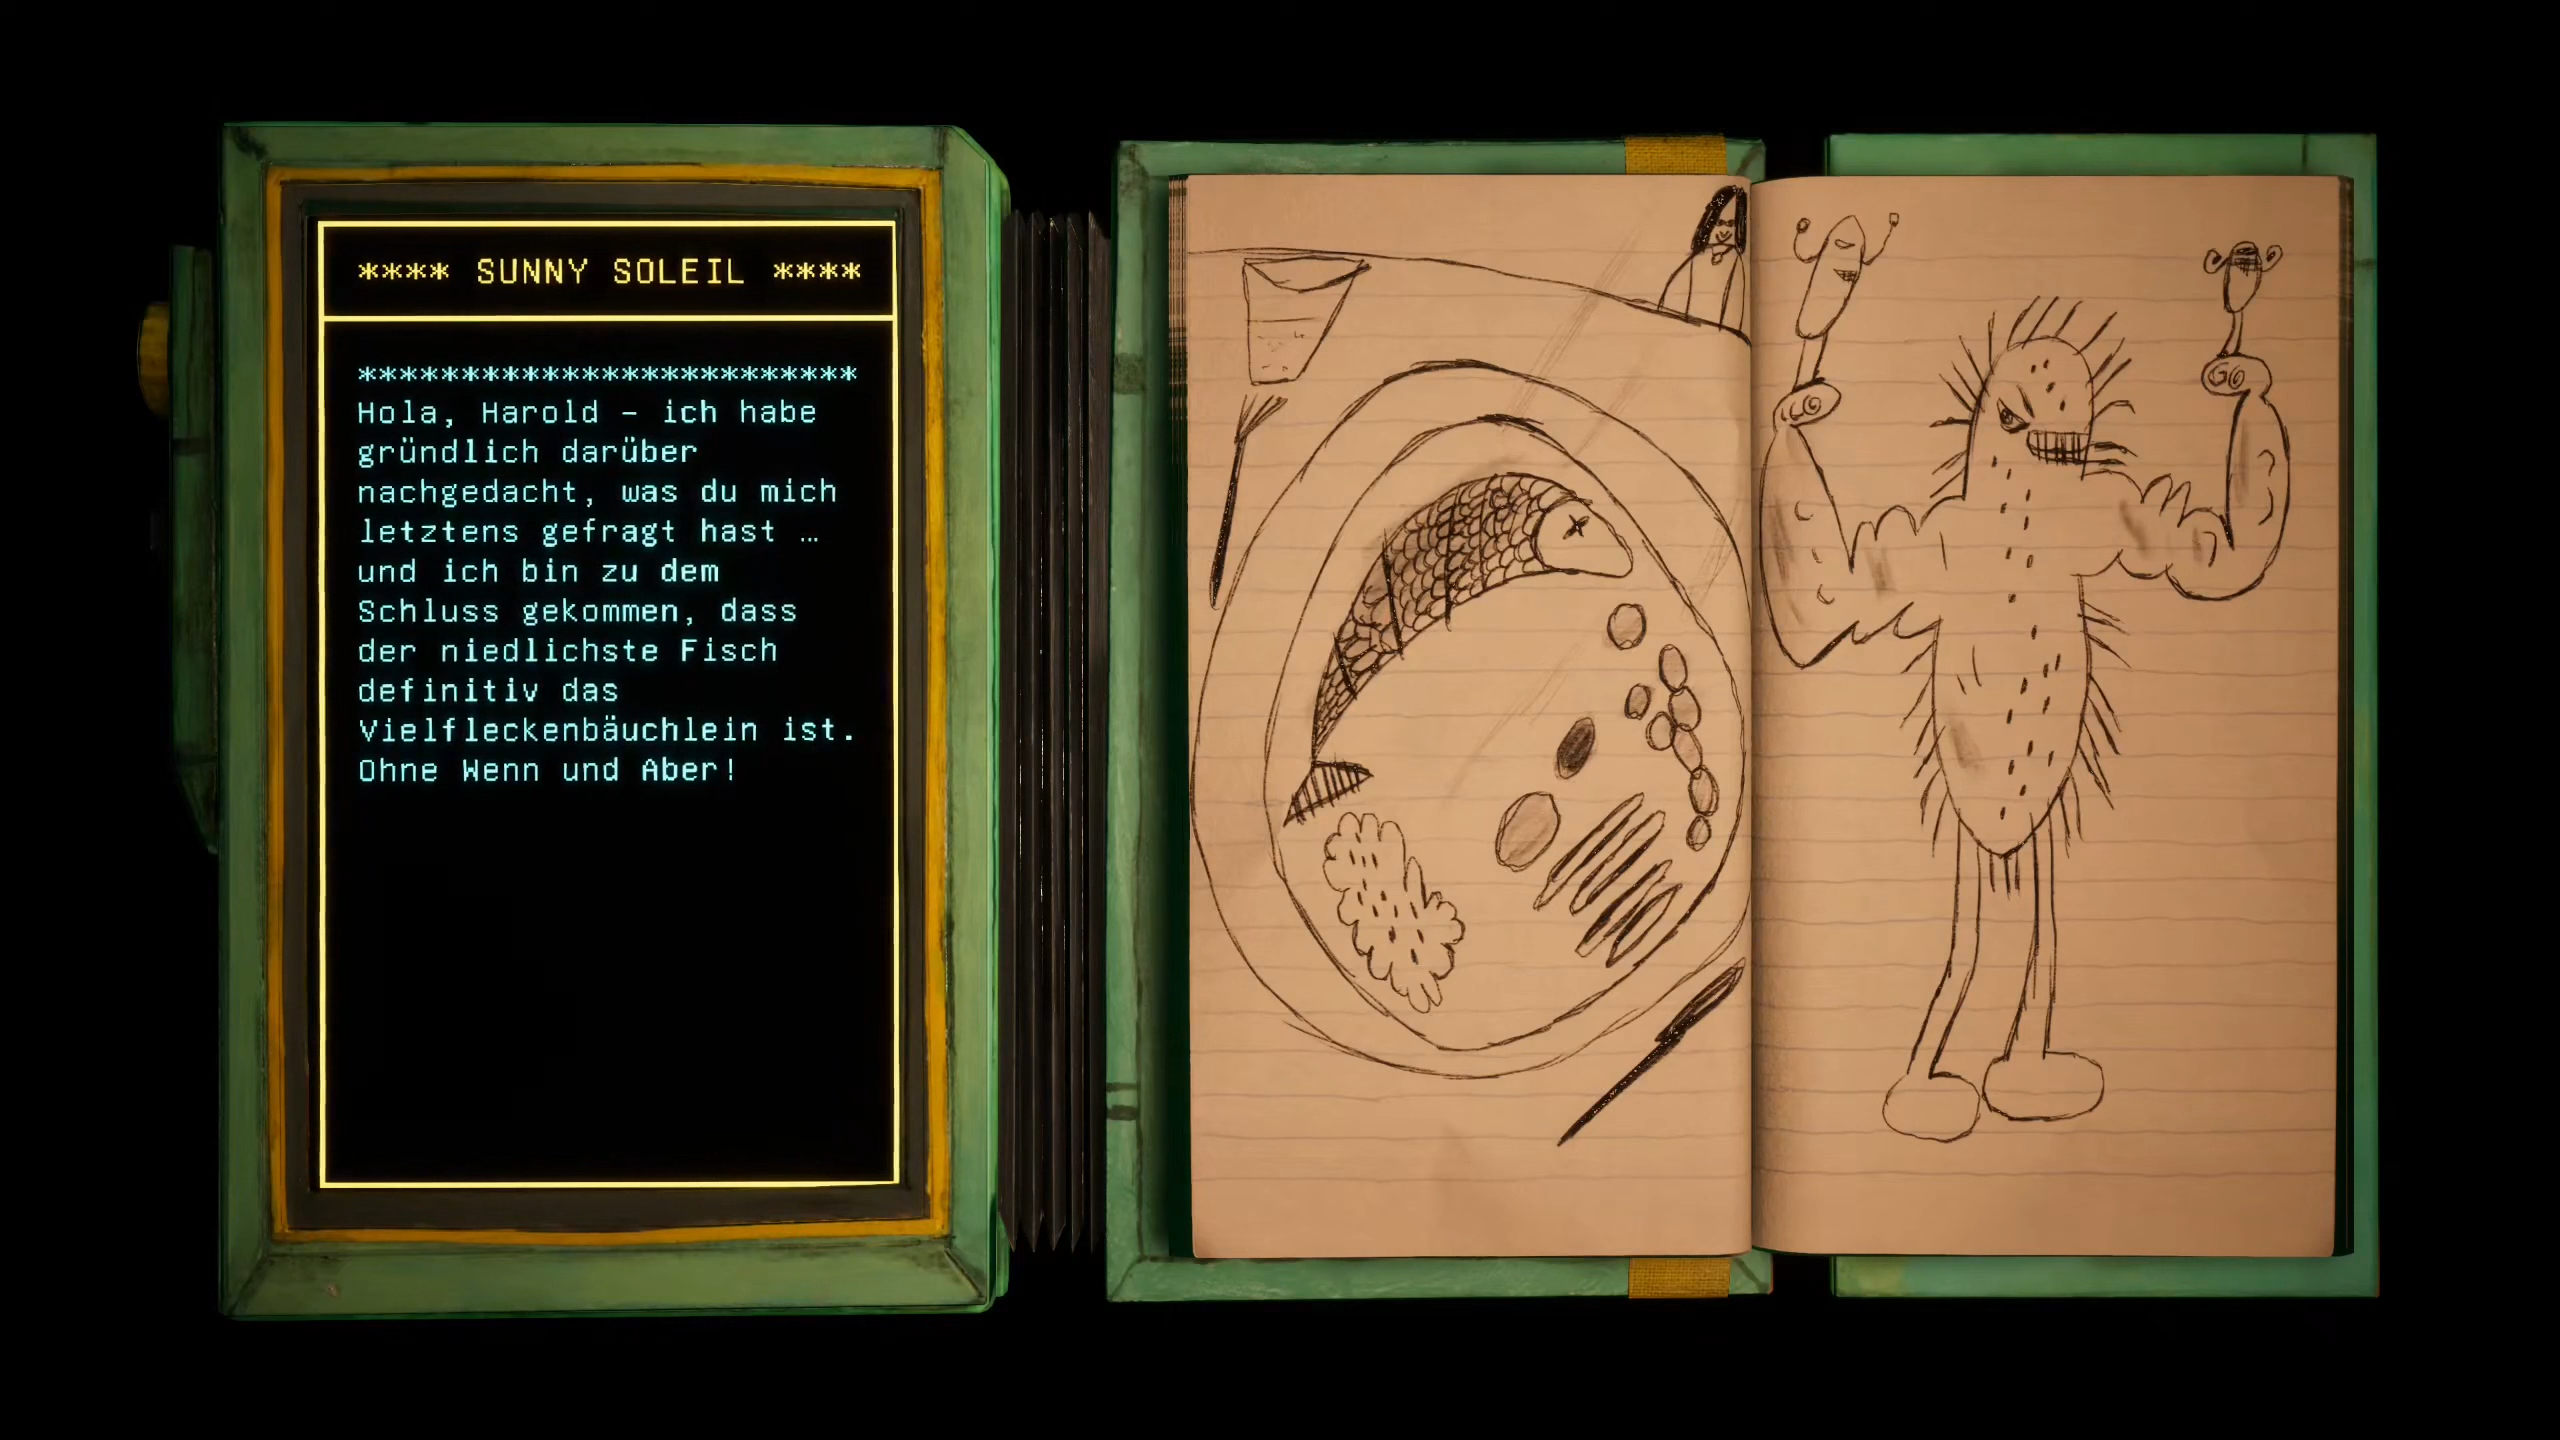 **** SUNNY SOLEIL ****
*************************
Hola, Harold – ich habe
gründlich darüber
nachgedacht, was du mich
letztens gefragt hast …
und ich bin zu dem
Schluss gekommen, dass
der niedlichste Fisch
definitiv das
Vielfleckenbäuchlein ist.
Ohne Wenn und Aber!